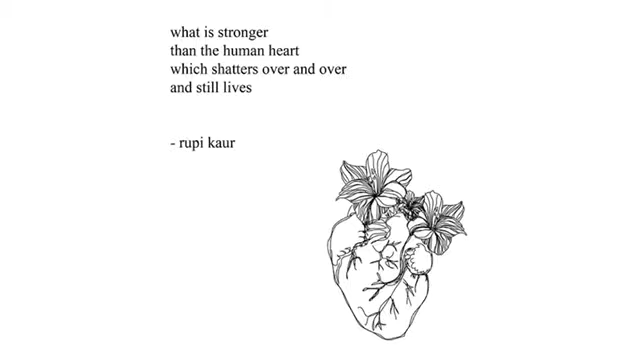 what is stronger
than the human heart
which shatters over and over
and still lives
- rupi kaur